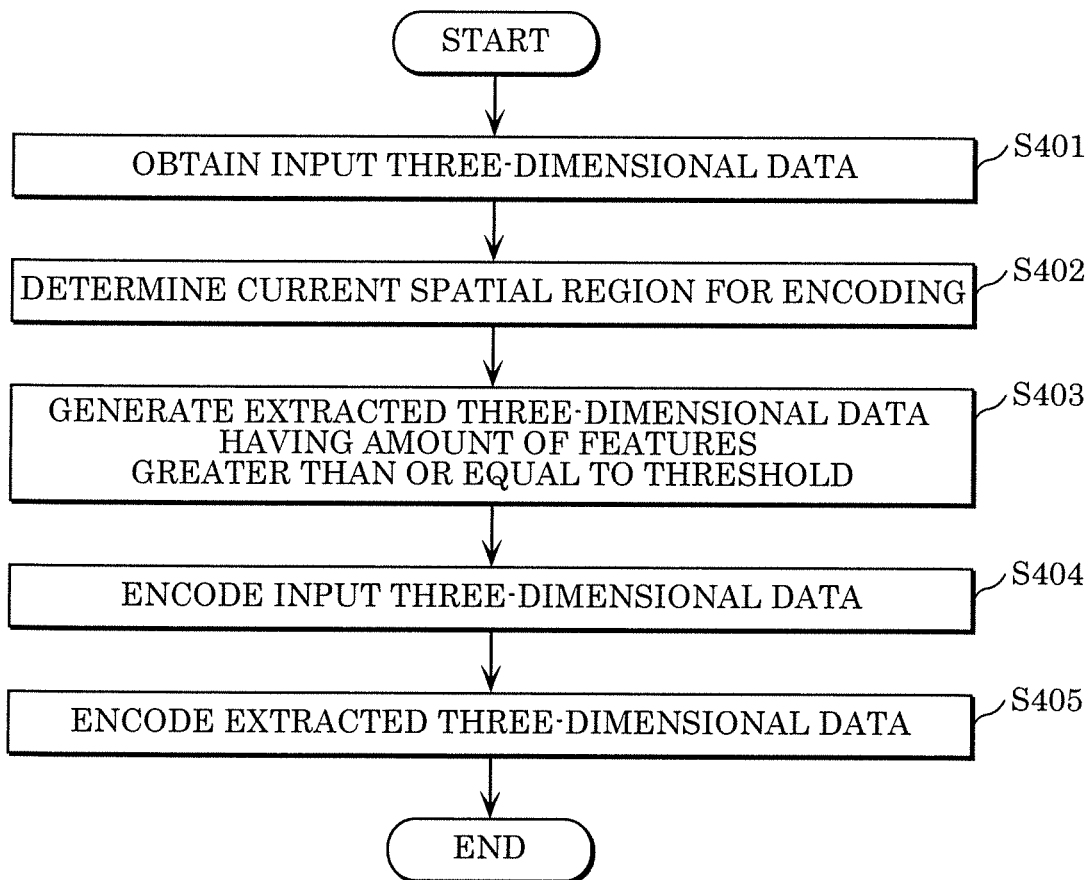 START
OBTAIN INPUT THREE-DIMENSIONAL DATA
S401
DETERMINE CURRENT SPATIAL REGION FOR ENCODING
S402
GENERATE EXTRACTED THREE-DIMENSIONAL DATA
HAVING AMOUNT OF FEATURES
GREATER THAN OR EQUAL TO THRESHOLD
S403
ENCODE INPUT THREE-DIMENSIONAL DATA
S404
ENCODE EXTRACTED THREE-DIMENSIONAL DATA
S405
END